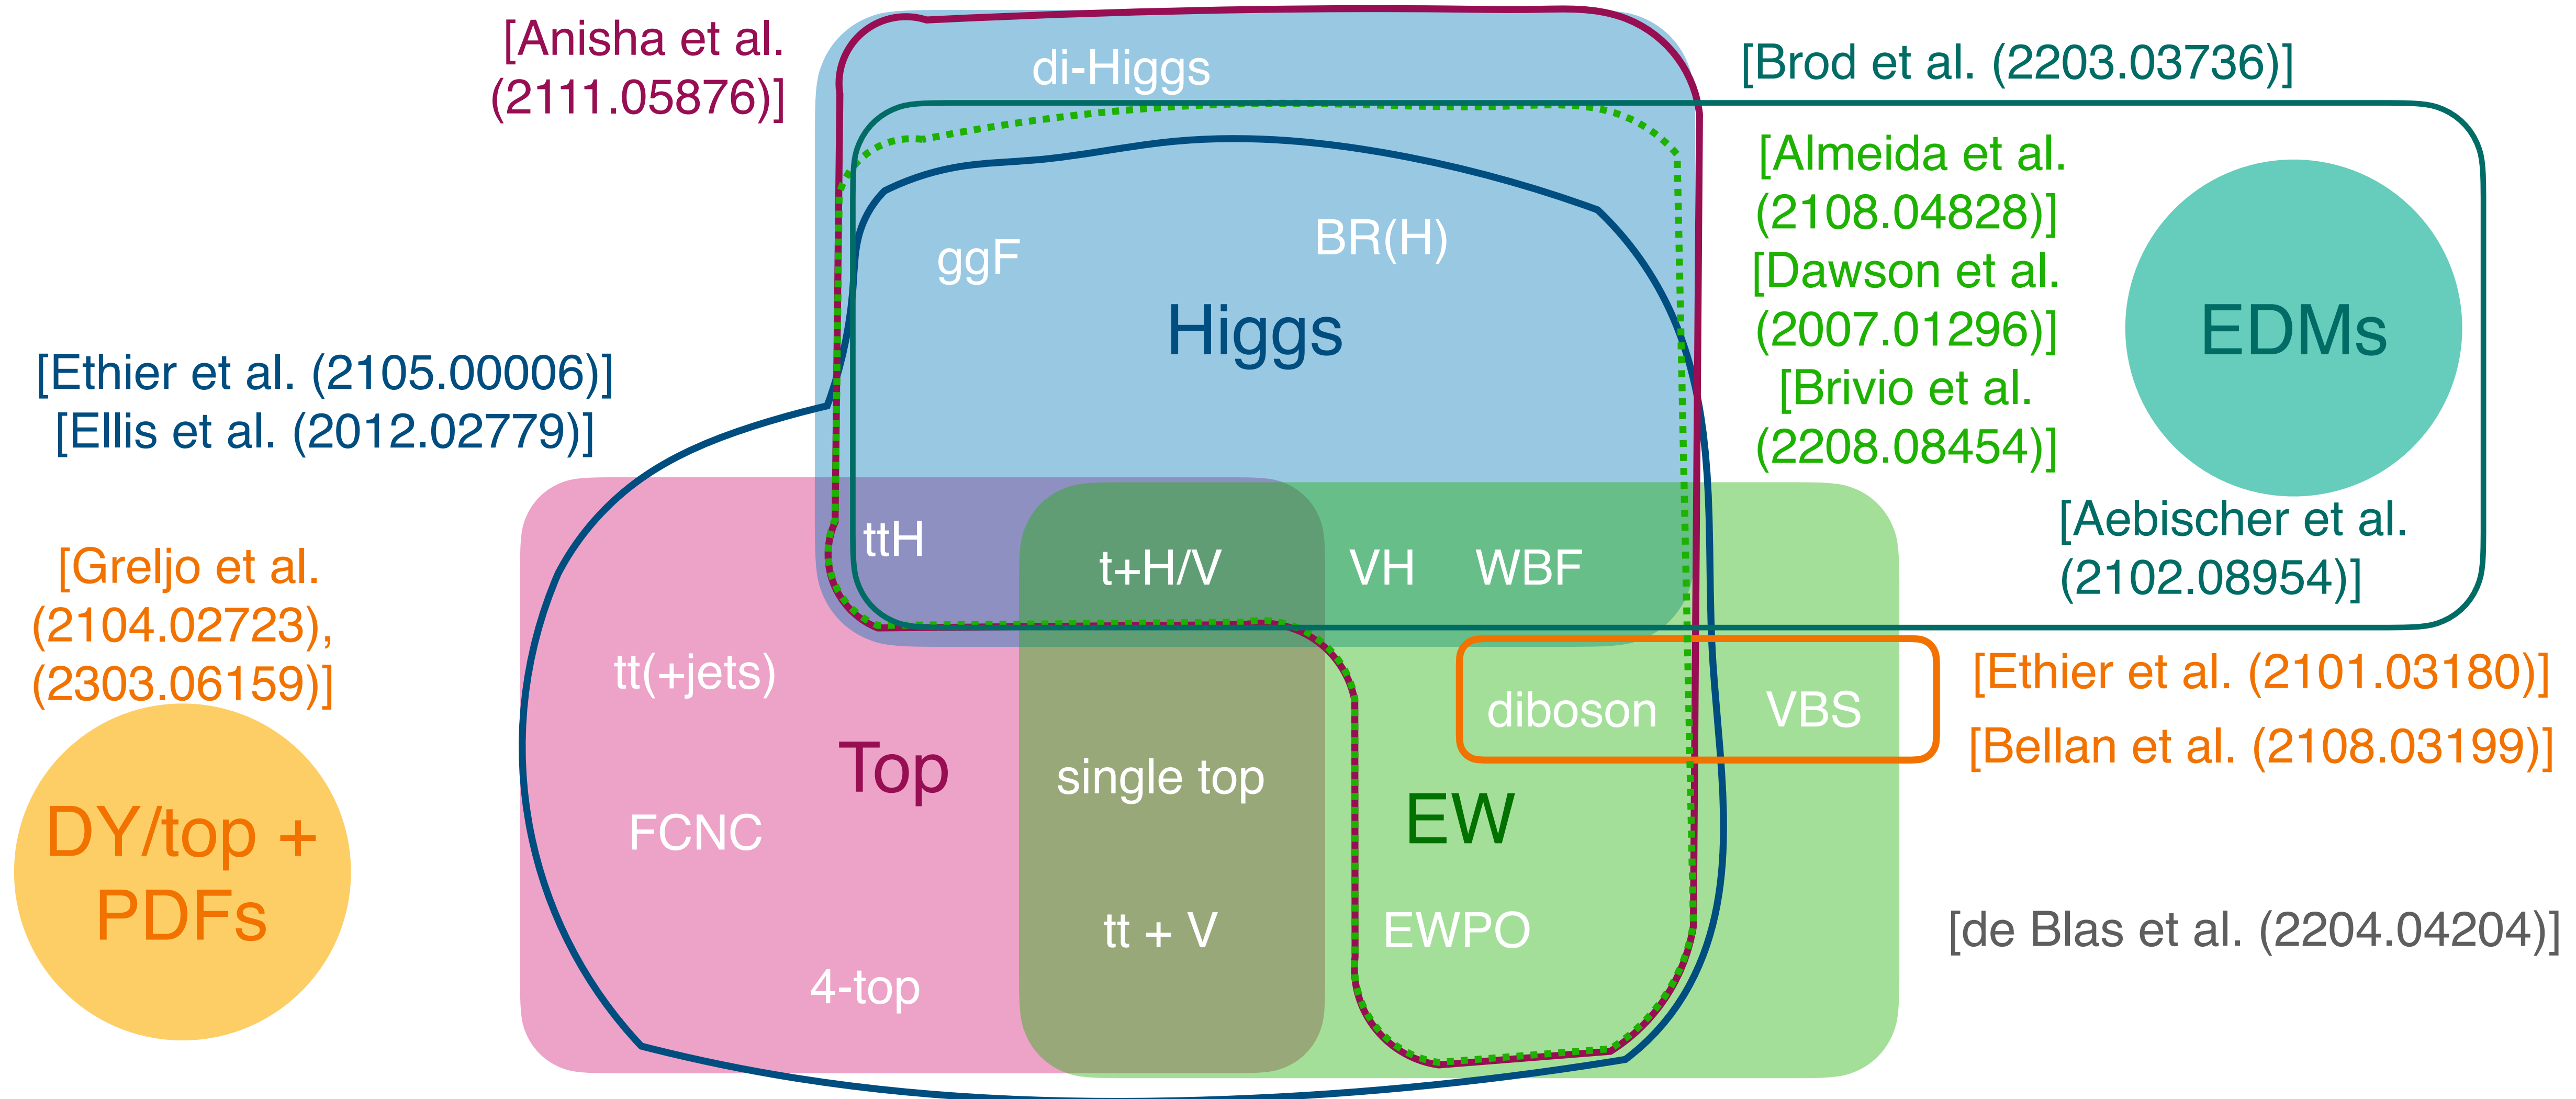 [Anisha et al.
(2111.05876)]
di-Higgs
[Brod et al. (2203.03736)]
[Almeida et al.
(2108.04828)]
[Dawson et al.
(2007.01296)]
[Brivio et al.
(2208.08454)]
ggF
BR(H)
Higgs
EDMs
[Ethier et al. (2105.00006)]
[Ellis et al. (2012.02779)]
[Aebischer et al.
(2102.08954)]
[Greljo et al.
(2104.02723),
(2303.06159)]
ttH
t+H/V
VH
WBF
tt(+jets)
diboson
VBS
[Ethier et al. (2101.03180)]
[Bellan et al. (2108.03199)]
Top
single top
EW
FCNC
DY/top +
PDFs
tt + V
EWPO
4-top
[de Blas et al. (2204.04204)]